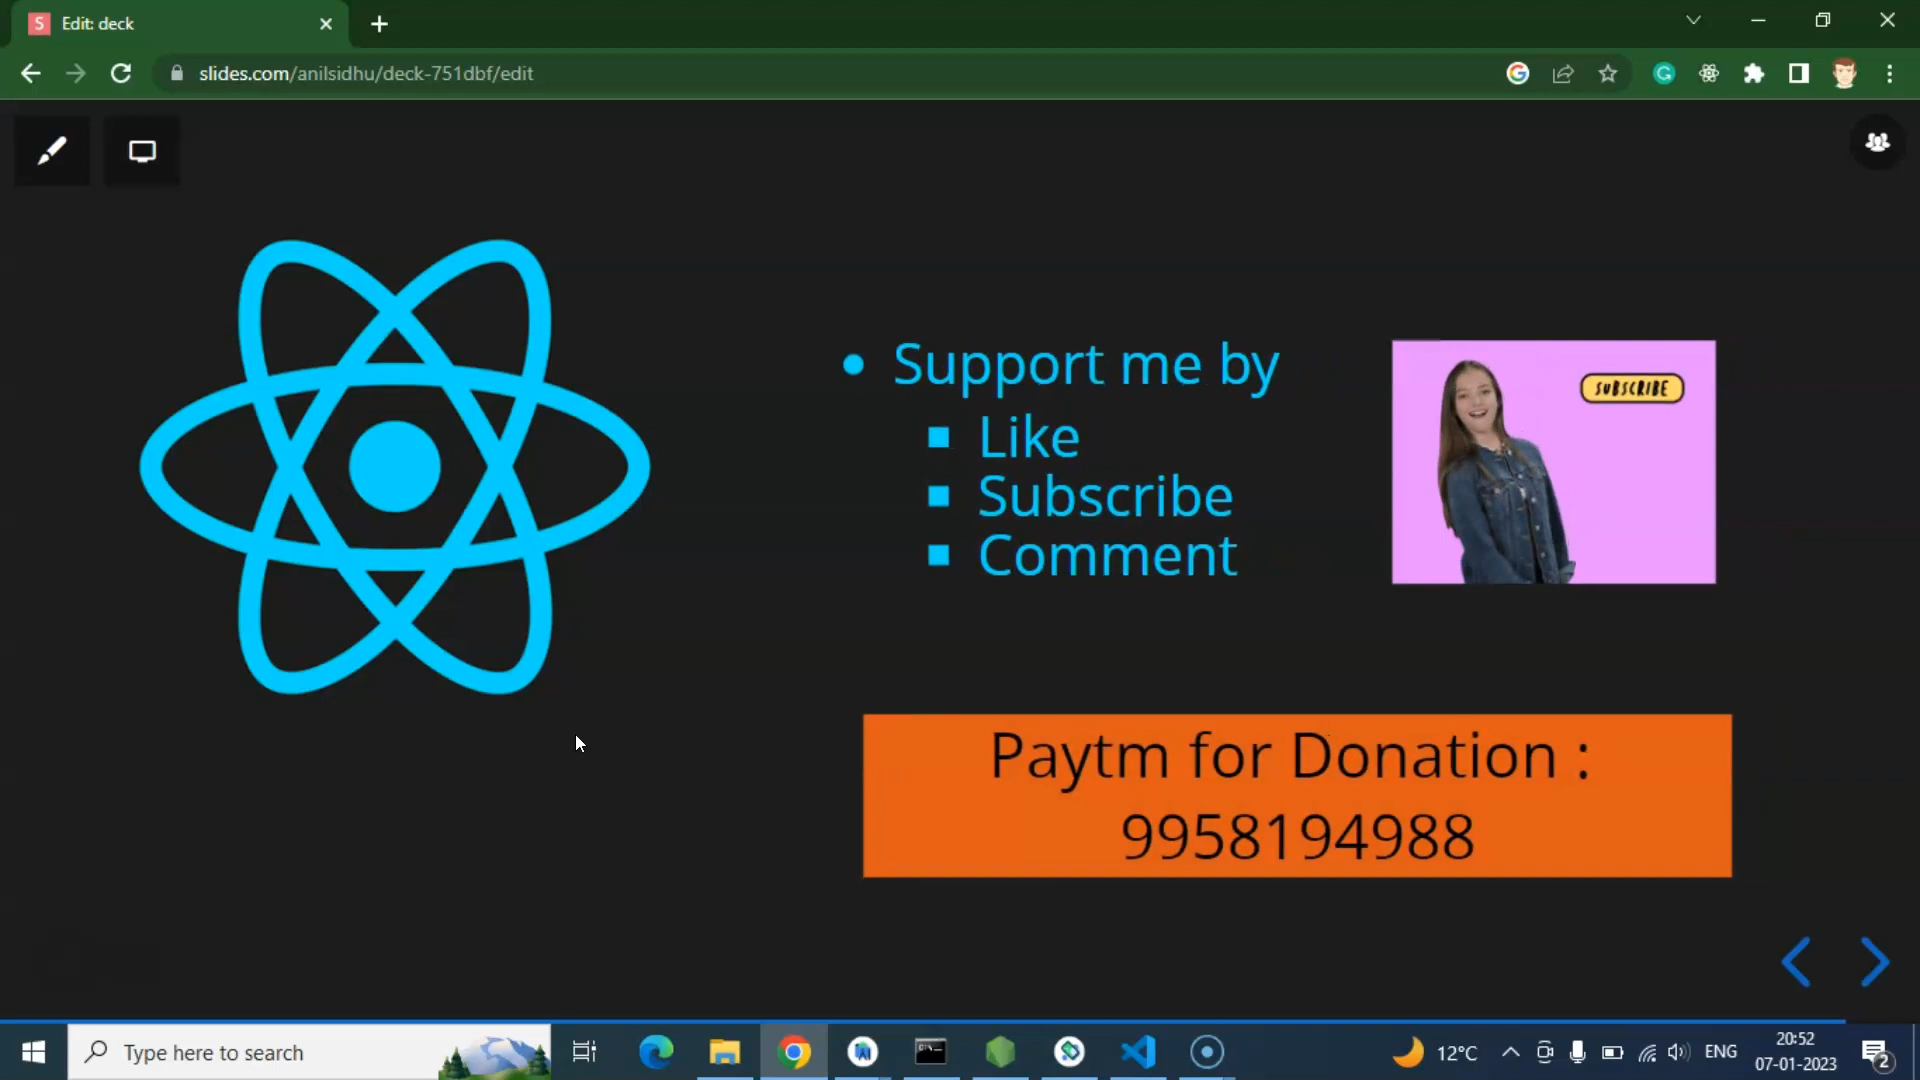 S Edit: deck
slides.com/anilsidhu/deck-751dbf/edit
Support me by
Like
Subscribe
Comment
SUBSCRIBE
Paytm for Donation :
9958194988
Type here to search
12°C
ENG
20:52
07-01-2023
2